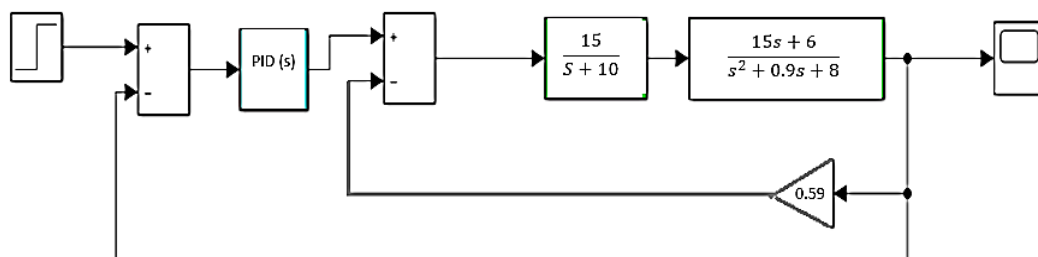 +
−
PID (s)
+
−
15
S + 10
15s + 6
s² + 0.9s + 8
0.59